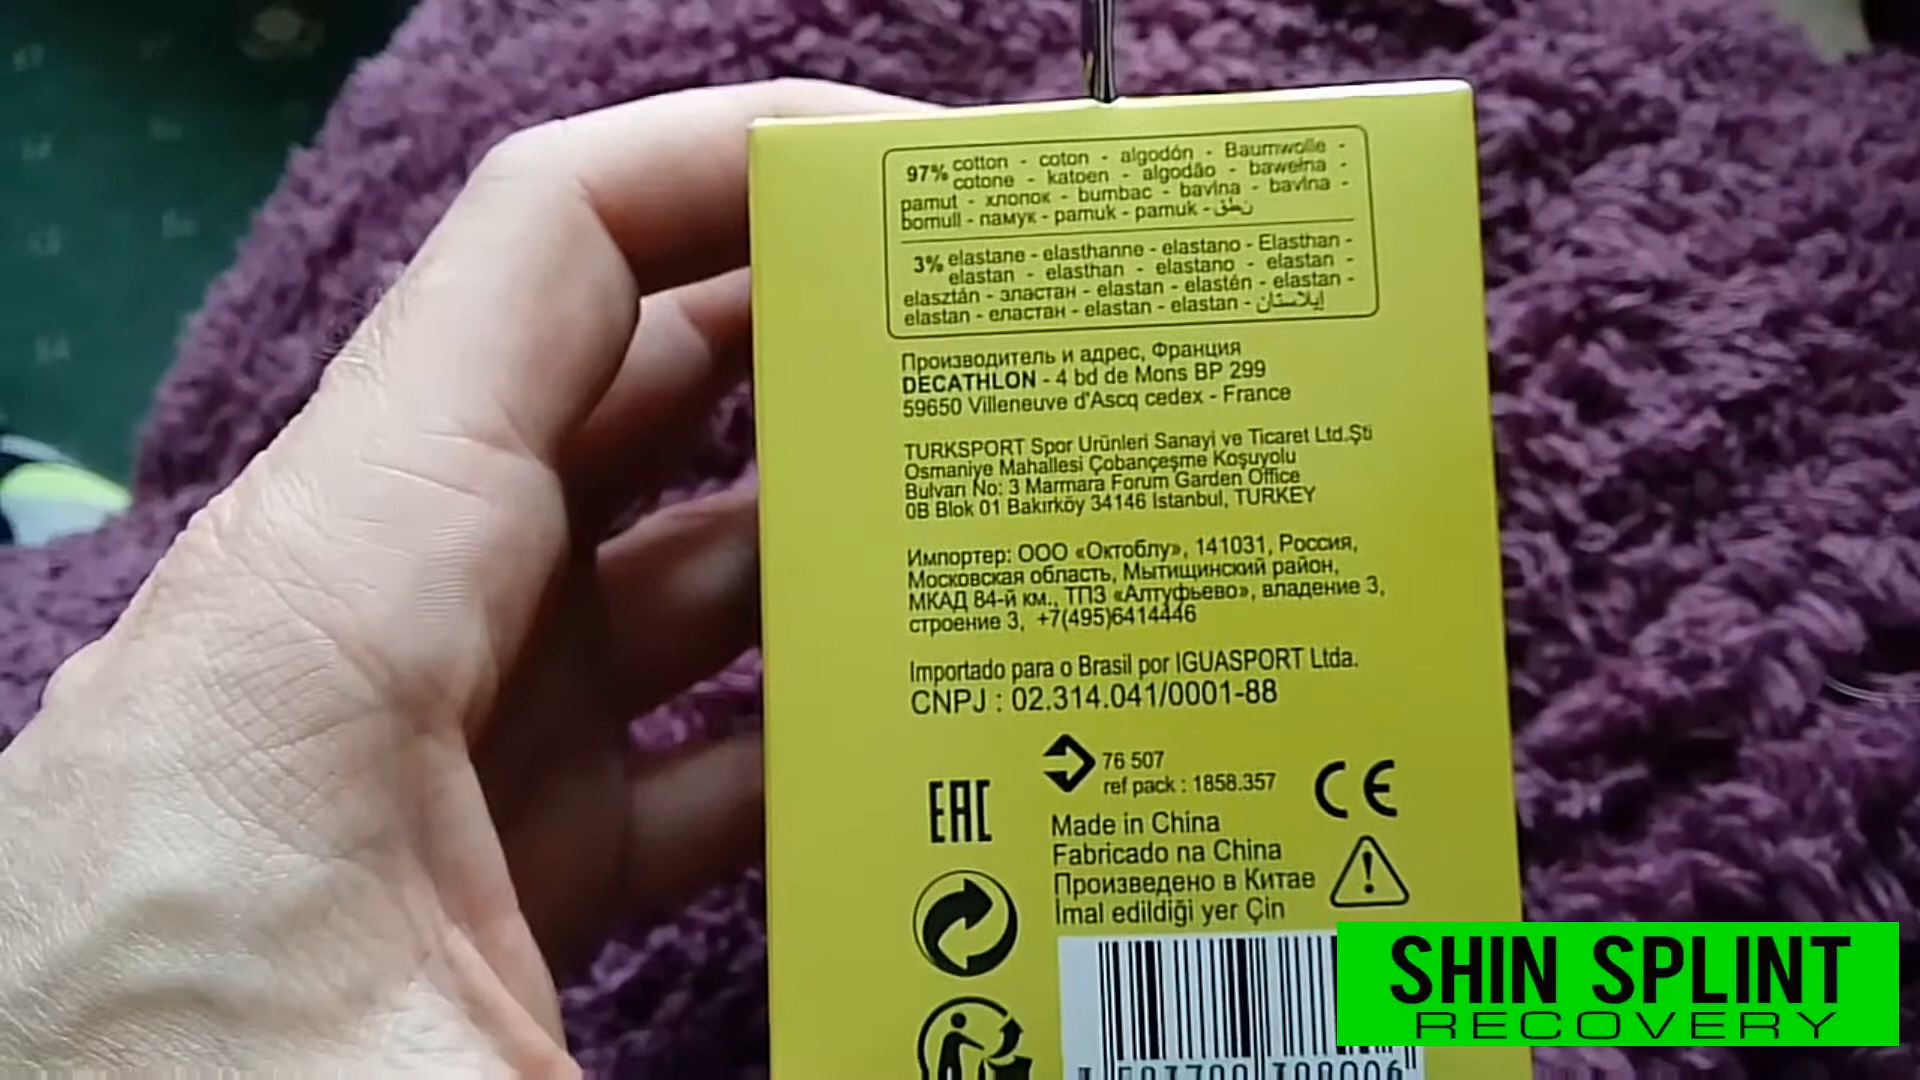 97% cotton - coton - algodón - Baumwolle -
cotone - katoen - algodão - bawełna -
pamut - хлопок - bumbac - bavlna - bavlna -
bomull - памук - pamuk - pamuk - قطن
3% elastane - elasthanne - elastano - Elasthan -
elastan - elasthan - elastano - elastan -
elasztán - эластан - elastan - elastén - elastan -
elastan - еластан - elastan - elastan - إيلاستان
Производитель и адрес, Франция
DECATHLON - 4 bd de Mons BP 299
59650 Villeneuve d'Ascq cedex - France
TURKSPORT Spor Urünleri Sanayi ve Ticaret Ltd.Şti
Osmaniye Mahallesi Çobançeşme Koşuyolu
Bulvarı No: 3 Marmara Forum Garden Office
0B Blok 01 Bakırköy 34146 Istanbul, TURKEY
Импортер: ООО «Октоблу», 141031, Россия,
Московская область, Мытищинский район,
МКАД 84-й км., ТПЗ «Алтуфьево», владение 3,
строение 3, +7(495)6414446
Importado para o Brasil por IGUASPORT Ltda.
CNPJ : 02.314.041/0001-88
76 507
ref pack : 1858.357
EAC
CE
Made in China
Fabricado na China
Произведено в Китае
İmal edildiği yer Çin
SHIN SPLINT
RECOVERY